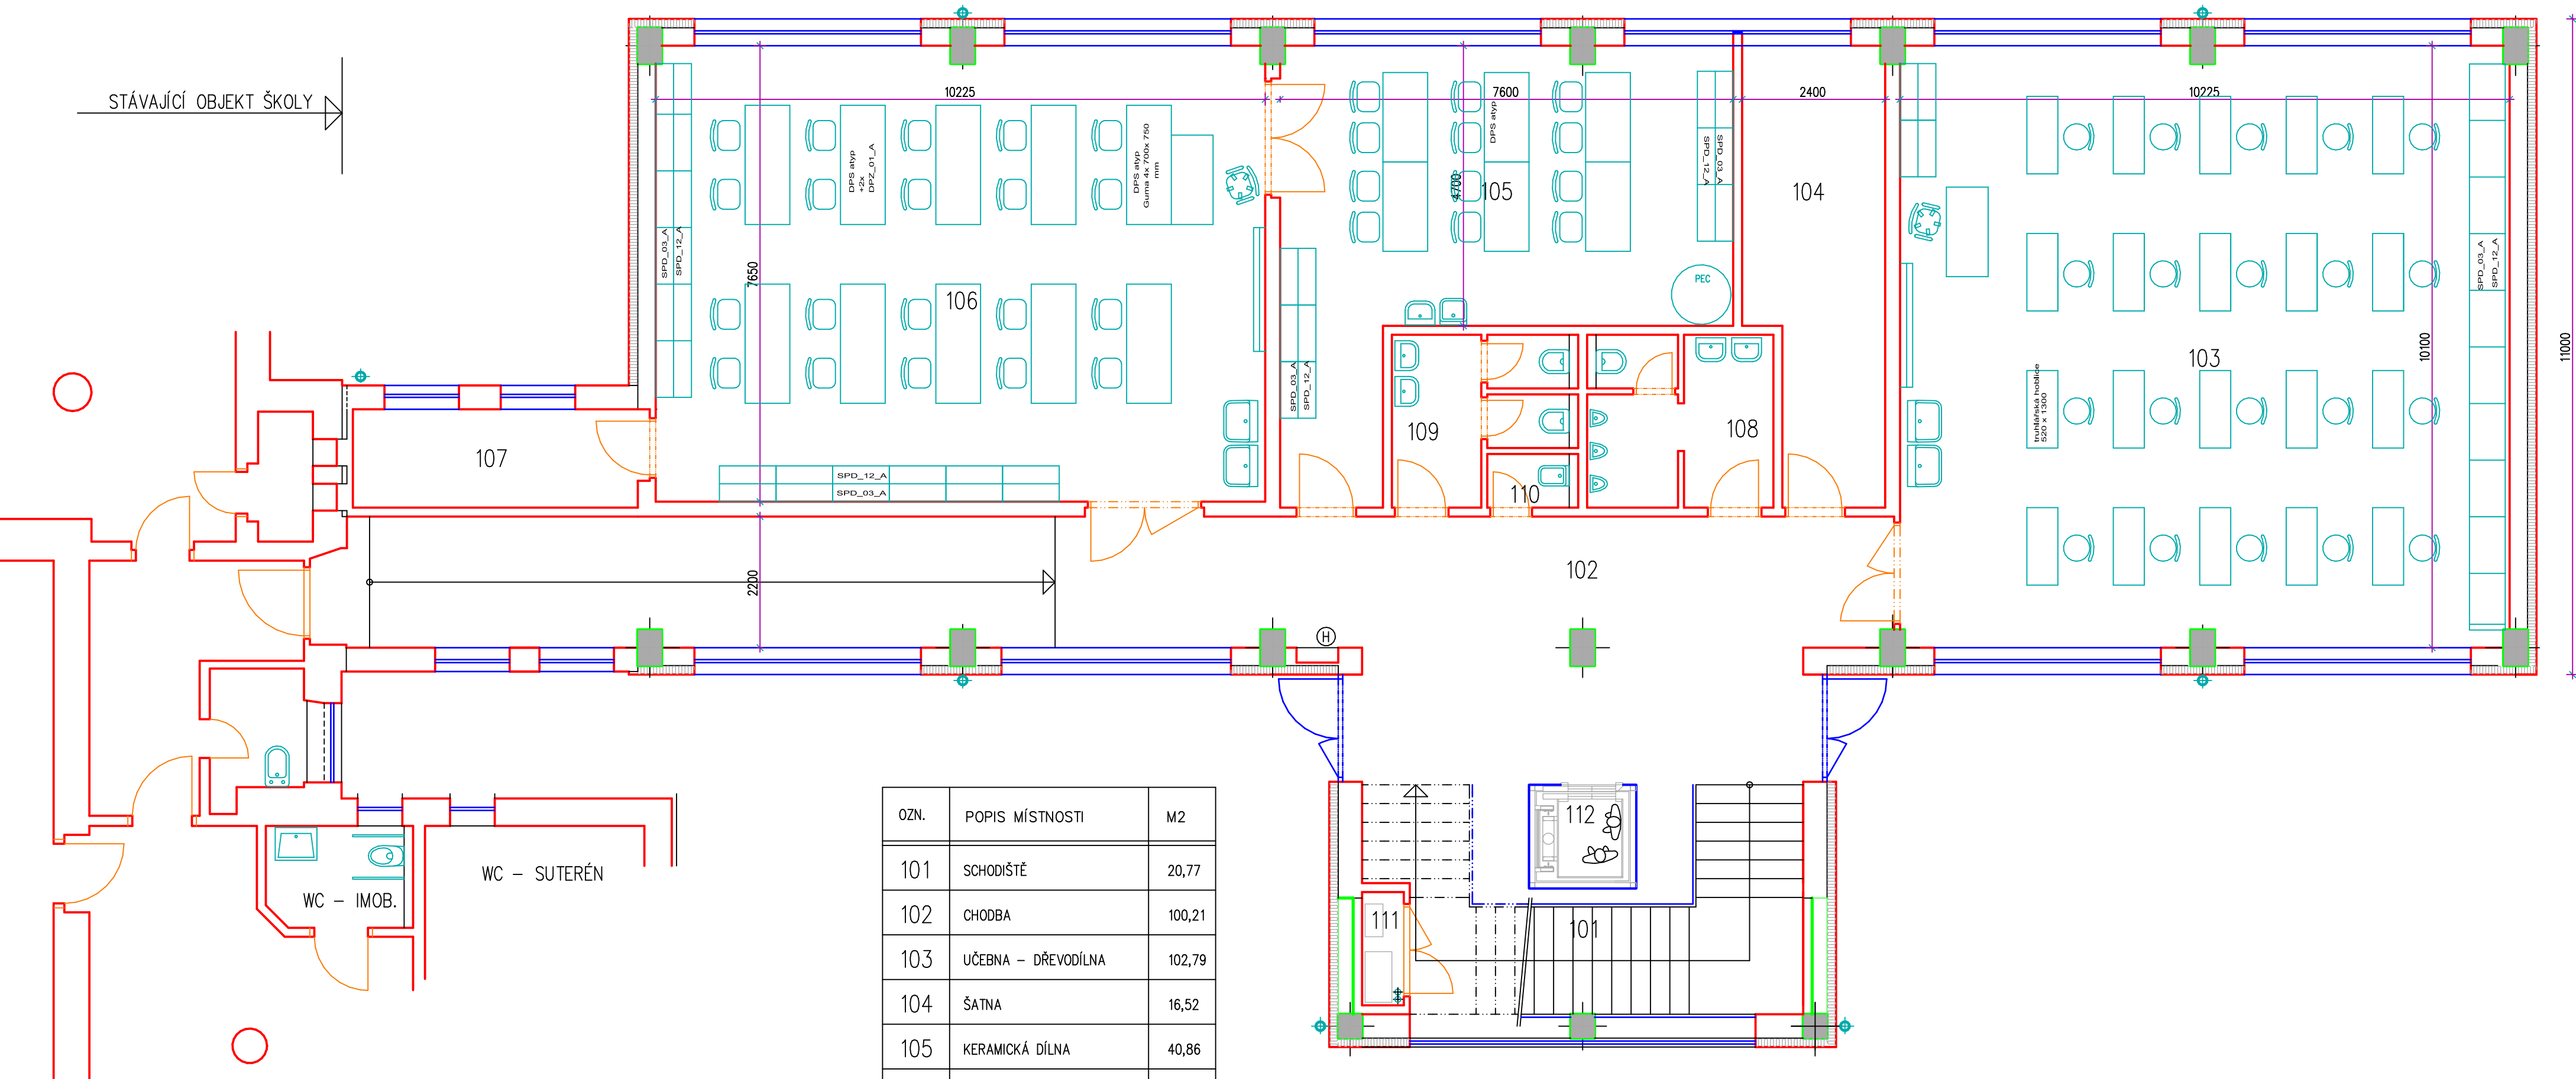 STÁVAJÍCÍ OBJEKT ŠKOLY
10225
7600
2400
10225
11000
DPS atyp
+2x
DPZ_01_A
DPS atyp
Guma 4x 700x 750
mm
DPS atyp
SPD_12_A
SPD_03_A
4700
105
104
SPD_03_A
SPD_12_A
7650
106
PEC
SPD_03_A
SPD_12_A
103
10100
truhlářská hoblice
520 x 1300
SPD_03_A
SPD_12_A
109
108
107
SPD_12_A
SPD_03_A
110
102
2200
H
112
WC – SUTERÉN
WC – IMOB.
111
101
OZN. POPIS MÍSTNOSTI M2
101 SCHODIŠTĚ 20,77
102 CHODBA 100,21
103 UČEBNA – DŘEVODÍLNA 102,79
104 ŠATNA 16,52
105 KERAMICKÁ DÍLNA 40,86